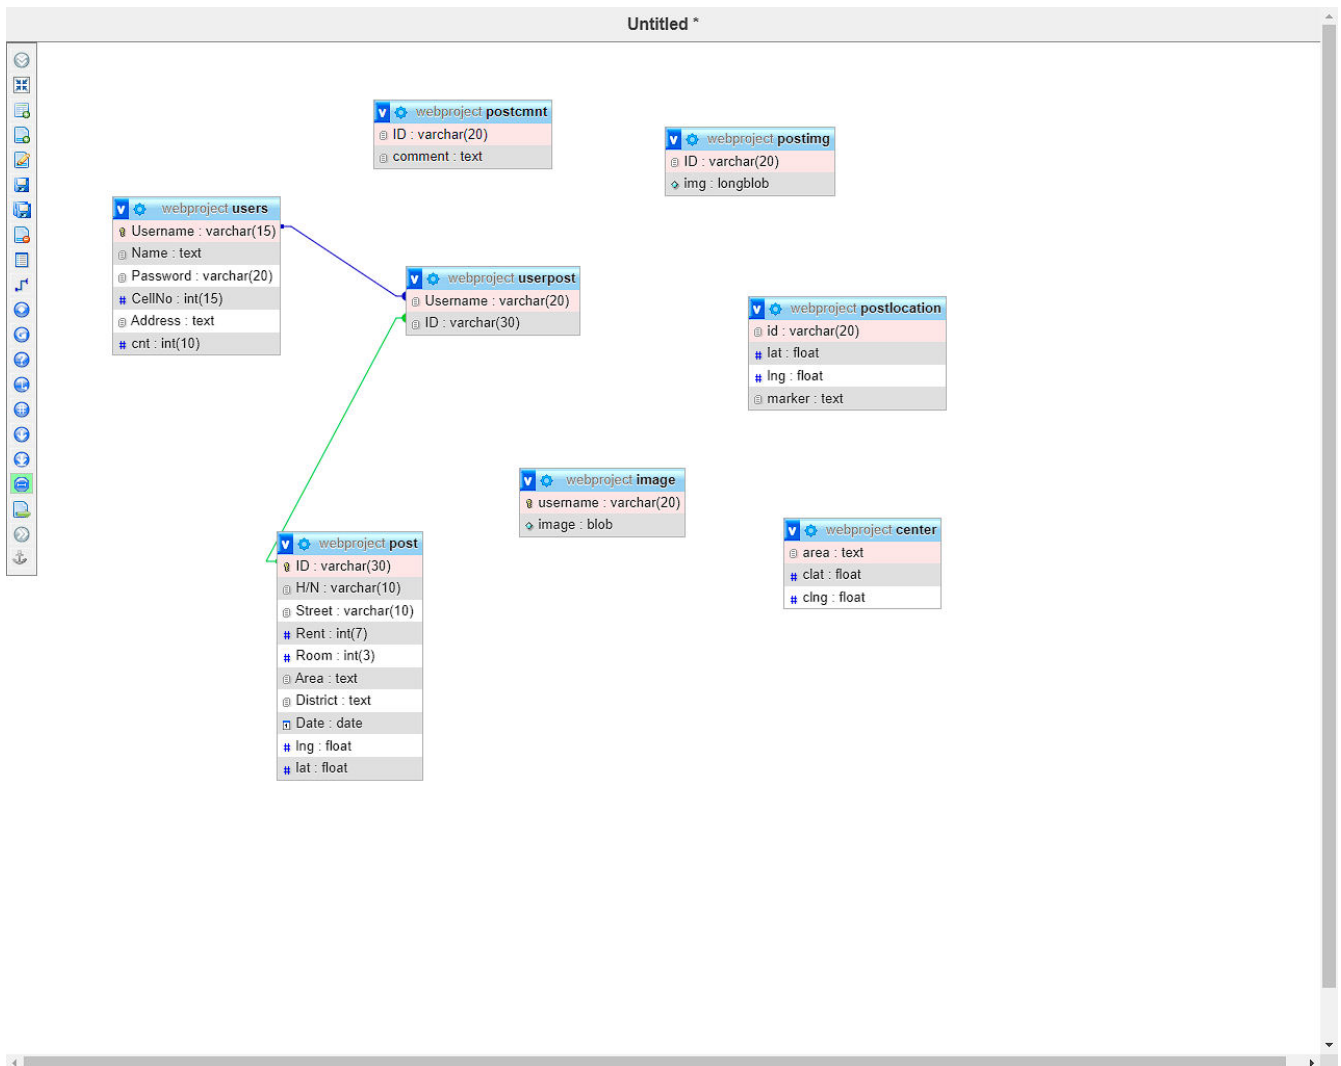 Untitled *
webproject postcmnt
ID : varchar(20)
comment : text
webproject postimg
ID : varchar(20)
img : longblob
webproject users
Username : varchar(15)
Name : text
Password : varchar(20)
CellNo : int(15)
Address : text
cnt : int(10)
webproject userpost
Username : varchar(20)
ID : varchar(30)
webproject postlocation
id : varchar(20)
lat : float
lng : float
marker : text
webproject image
username : varchar(20)
image : blob
webproject center
area : text
clat : float
clng : float
webproject post
ID : varchar(30)
H/N : varchar(10)
Street : varchar(10)
Rent : int(7)
Room : int(3)
Area : text
District : text
Date : date
lng : float
lat : float